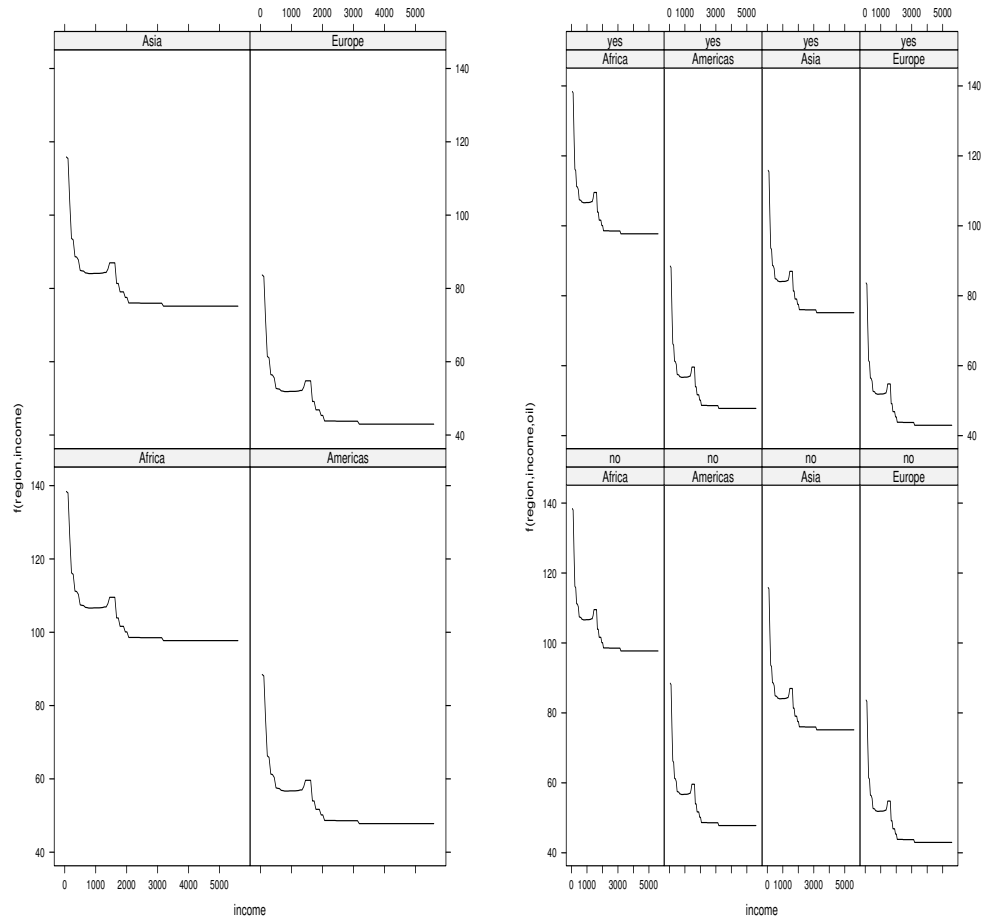 0 1000 2000 3000 4000 5000
Asia Europe
140
120
100
80
60
40
Africa Americas
140
120
100
80
60
40
0 1000 2000 3000 4000 5000
income
f(region,income)
0 1000 3000 5000 0 1000 3000 5000
yes yes yes yes
Africa Americas Asia Europe
140
120
100
80
60
40
no no no no
Africa Americas Asia Europe
140
120
100
80
60
40
0 1000 3000 5000 0 1000 3000 5000
income
f(region,income,oil)